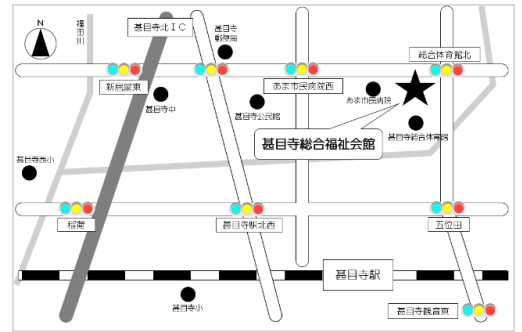 福田川
甚目寺北IC
甚目寺
郵便局
総合体育館北
新居屋東
あま市民病院西
あま市民病院
甚目寺中
甚目寺公民館
甚目寺総合体育館
甚目寺総合福祉会館
甚目寺西小
稲荷
甚目寺駅北西
五位田
甚目寺駅
甚目寺小
甚目寺観音東